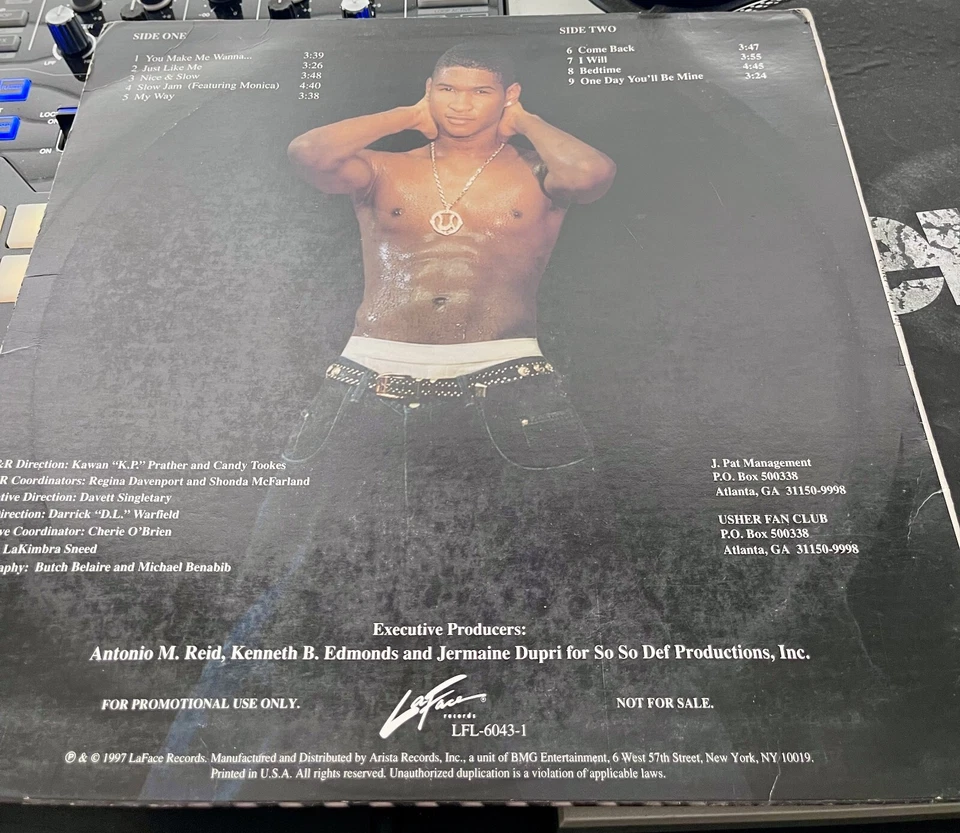 SIDE ONE
1 You Make Me Wanna... 3:39
2 Just Like Me 3:26
3 Nice & Slow 3:48
4 Slow Jam (Featuring Monica) 4:40
5 My Way 3:38
SIDE TWO
6 Come Back 3:47
7 I Will 3:55
8 Bedtime 4:45
9 One Day You'll Be Mine 3:24
&R Direction: Kawan "K.P." Prather and Candy Tookes
R Coordinators: Regina Davenport and Shonda McFarland
tive Direction: Davett Singletary
irection: Darrick "D.L." Warfield
ve Coordinator: Cherie O'Brien
LaKimbra Sneed
aphy: Butch Belaire and Michael Benabib
J. Pat Management
P.O. Box 500338
Atlanta, GA 31150-9998
USHER FAN CLUB
P.O. Box 500338
Atlanta, GA 31150-9998
Executive Producers:
Antonio M. Reid, Kenneth B. Edmonds and Jermaine Dupri for So So Def Productions, Inc.
FOR PROMOTIONAL USE ONLY.
LaFace®
records
LFL-6043-1
NOT FOR SALE.
℗ & © 1997 LaFace Records. Manufactured and Distributed by Arista Records, Inc., a unit of BMG Entertainment, 6 West 57th Street, New York, NY 10019.
Printed in U.S.A. All rights reserved. Unauthorized duplication is a violation of applicable laws.